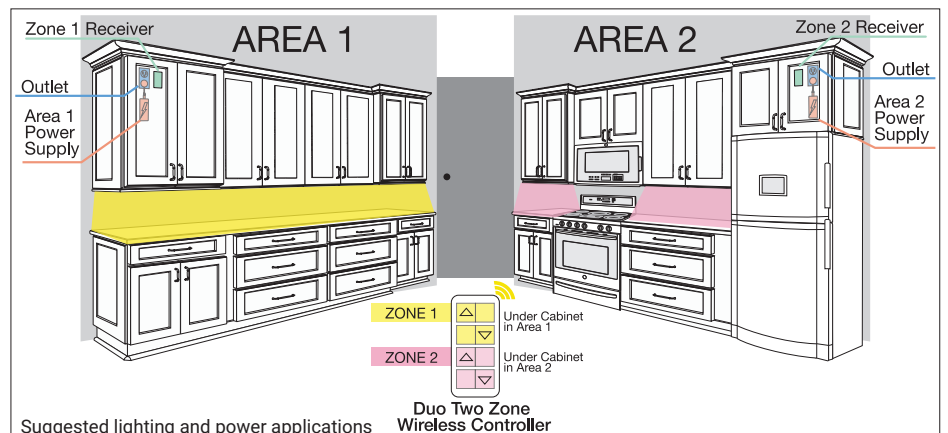 Zone 1 Receiver
AREA 1
Outlet
Area 1
Power
Supply
AREA 2
Zone 2 Receiver
Outlet
Area 2
Power
Supply
ZONE 1
Under Cabinet
in Area 1
ZONE 2
Under Cabinet
in Area 2
Duo Two Zone
Wireless Controller
Suggested lighting and power applications